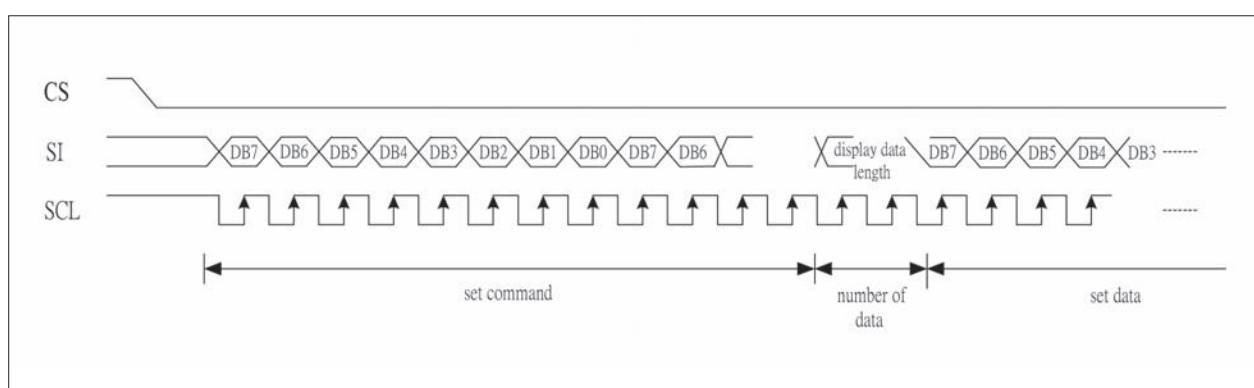 CS
SI DB7 DB6 DB5 DB4 DB3 DB2 DB1 DB0 DB7 DB6 display data length DB7 DB6 DB5 DB4 DB3 ------
SCL ------
set command
number of data
set data